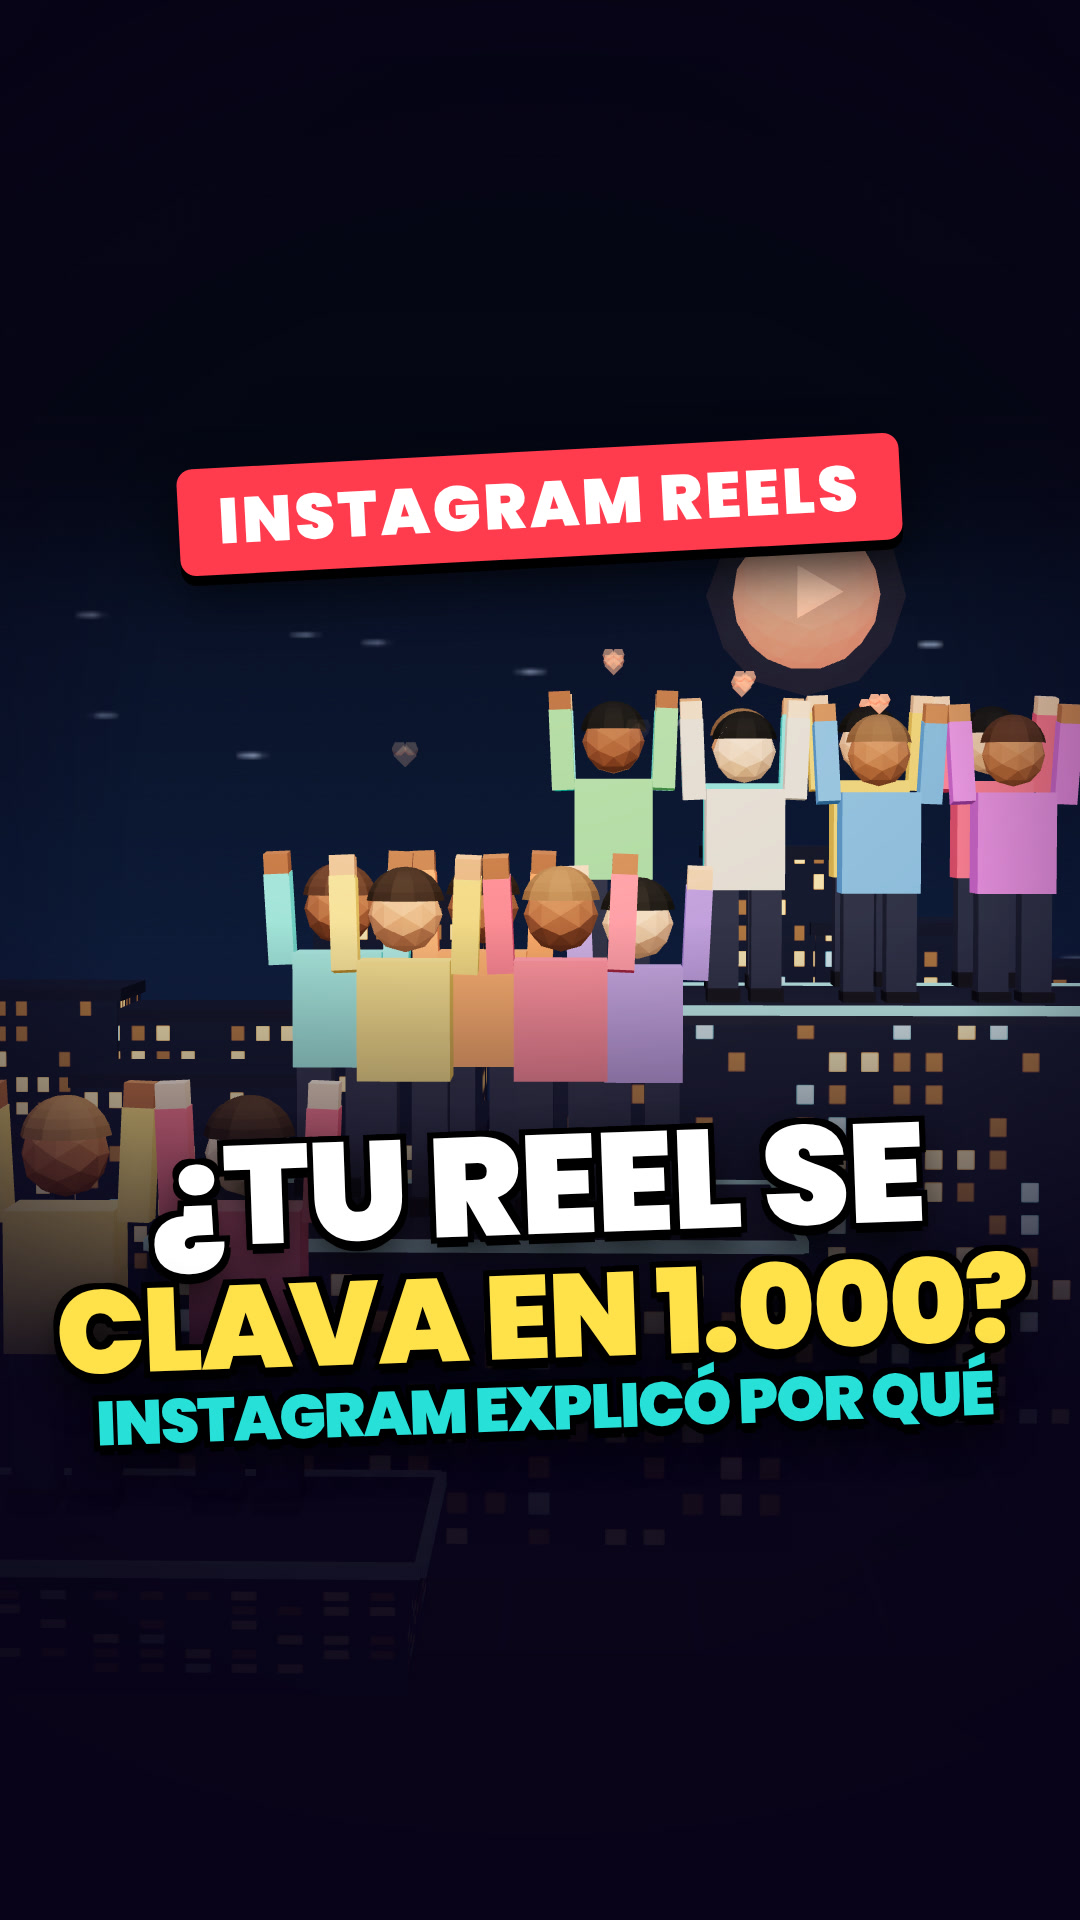 INSTAGRAM REELS
¿TU REEL SE
CLAVA EN 1.000?
INSTAGRAM EXPLICÓ POR QUÉ